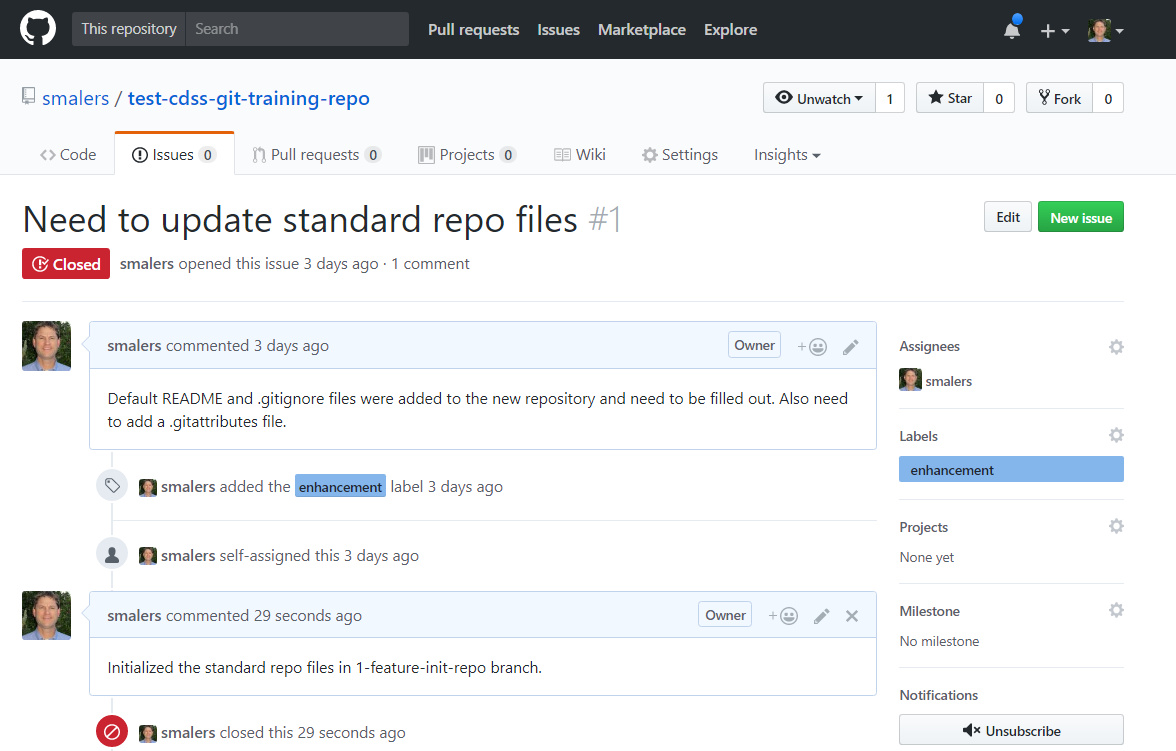 This repository Search Pull requests Issues Marketplace Explore
smalers / test-cdss-git-training-repo Unwatch 1 Star 0 Fork 0
Code Issues 0 Pull requests 0 Projects 0 Wiki Settings Insights
Need to update standard repo files #1 Edit New issue
Closed smalers opened this issue 3 days ago · 1 comment
smalers commented 3 days ago Owner +
Default README and .gitignore files were added to the new repository and need to be filled out. Also need
to add a .gitattributes file.
smalers added the enhancement label 3 days ago
smalers self-assigned this 3 days ago
smalers commented 29 seconds ago Owner +
Initialized the standard repo files in 1-feature-init-repo branch.
smalers closed this 29 seconds ago
Assignees
smalers
Labels
enhancement
Projects
None yet
Milestone
No milestone
Notifications
Unsubscribe